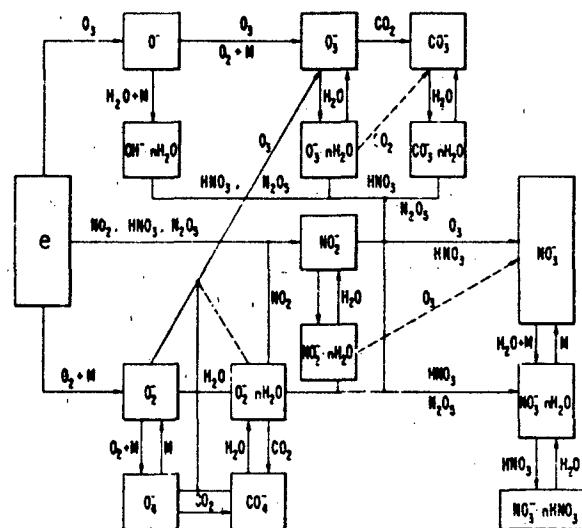 O₃ O⁻ O₃ O₃⁻ CO₂ CO₃⁻
O₂ + M
H₂O + M H₂O H₂O
OH⁻·nH₂O O₃ O₃⁻·nH₂O CO₂ CO₃⁻·nH₂O
HNO₃, N₂O₅ HNO₃
N₂O₅
e NO₂, HNO₃, N₂O₅ NO₂⁻ O₃ NO₃⁻
HNO₃
NO₂ H₂O O₃
NO₂⁻·nH₂O H₂O + M M
O₂ + M O₂⁻ H₂O O₂⁻·nH₂O HNO₃ NO₃⁻·nH₂O
N₂O₅
O₂ + M M H₂O CO₂ HNO₃ H₂O
O₄⁻ CO₂ CO₄⁻ NO₃⁻·nHNO₃